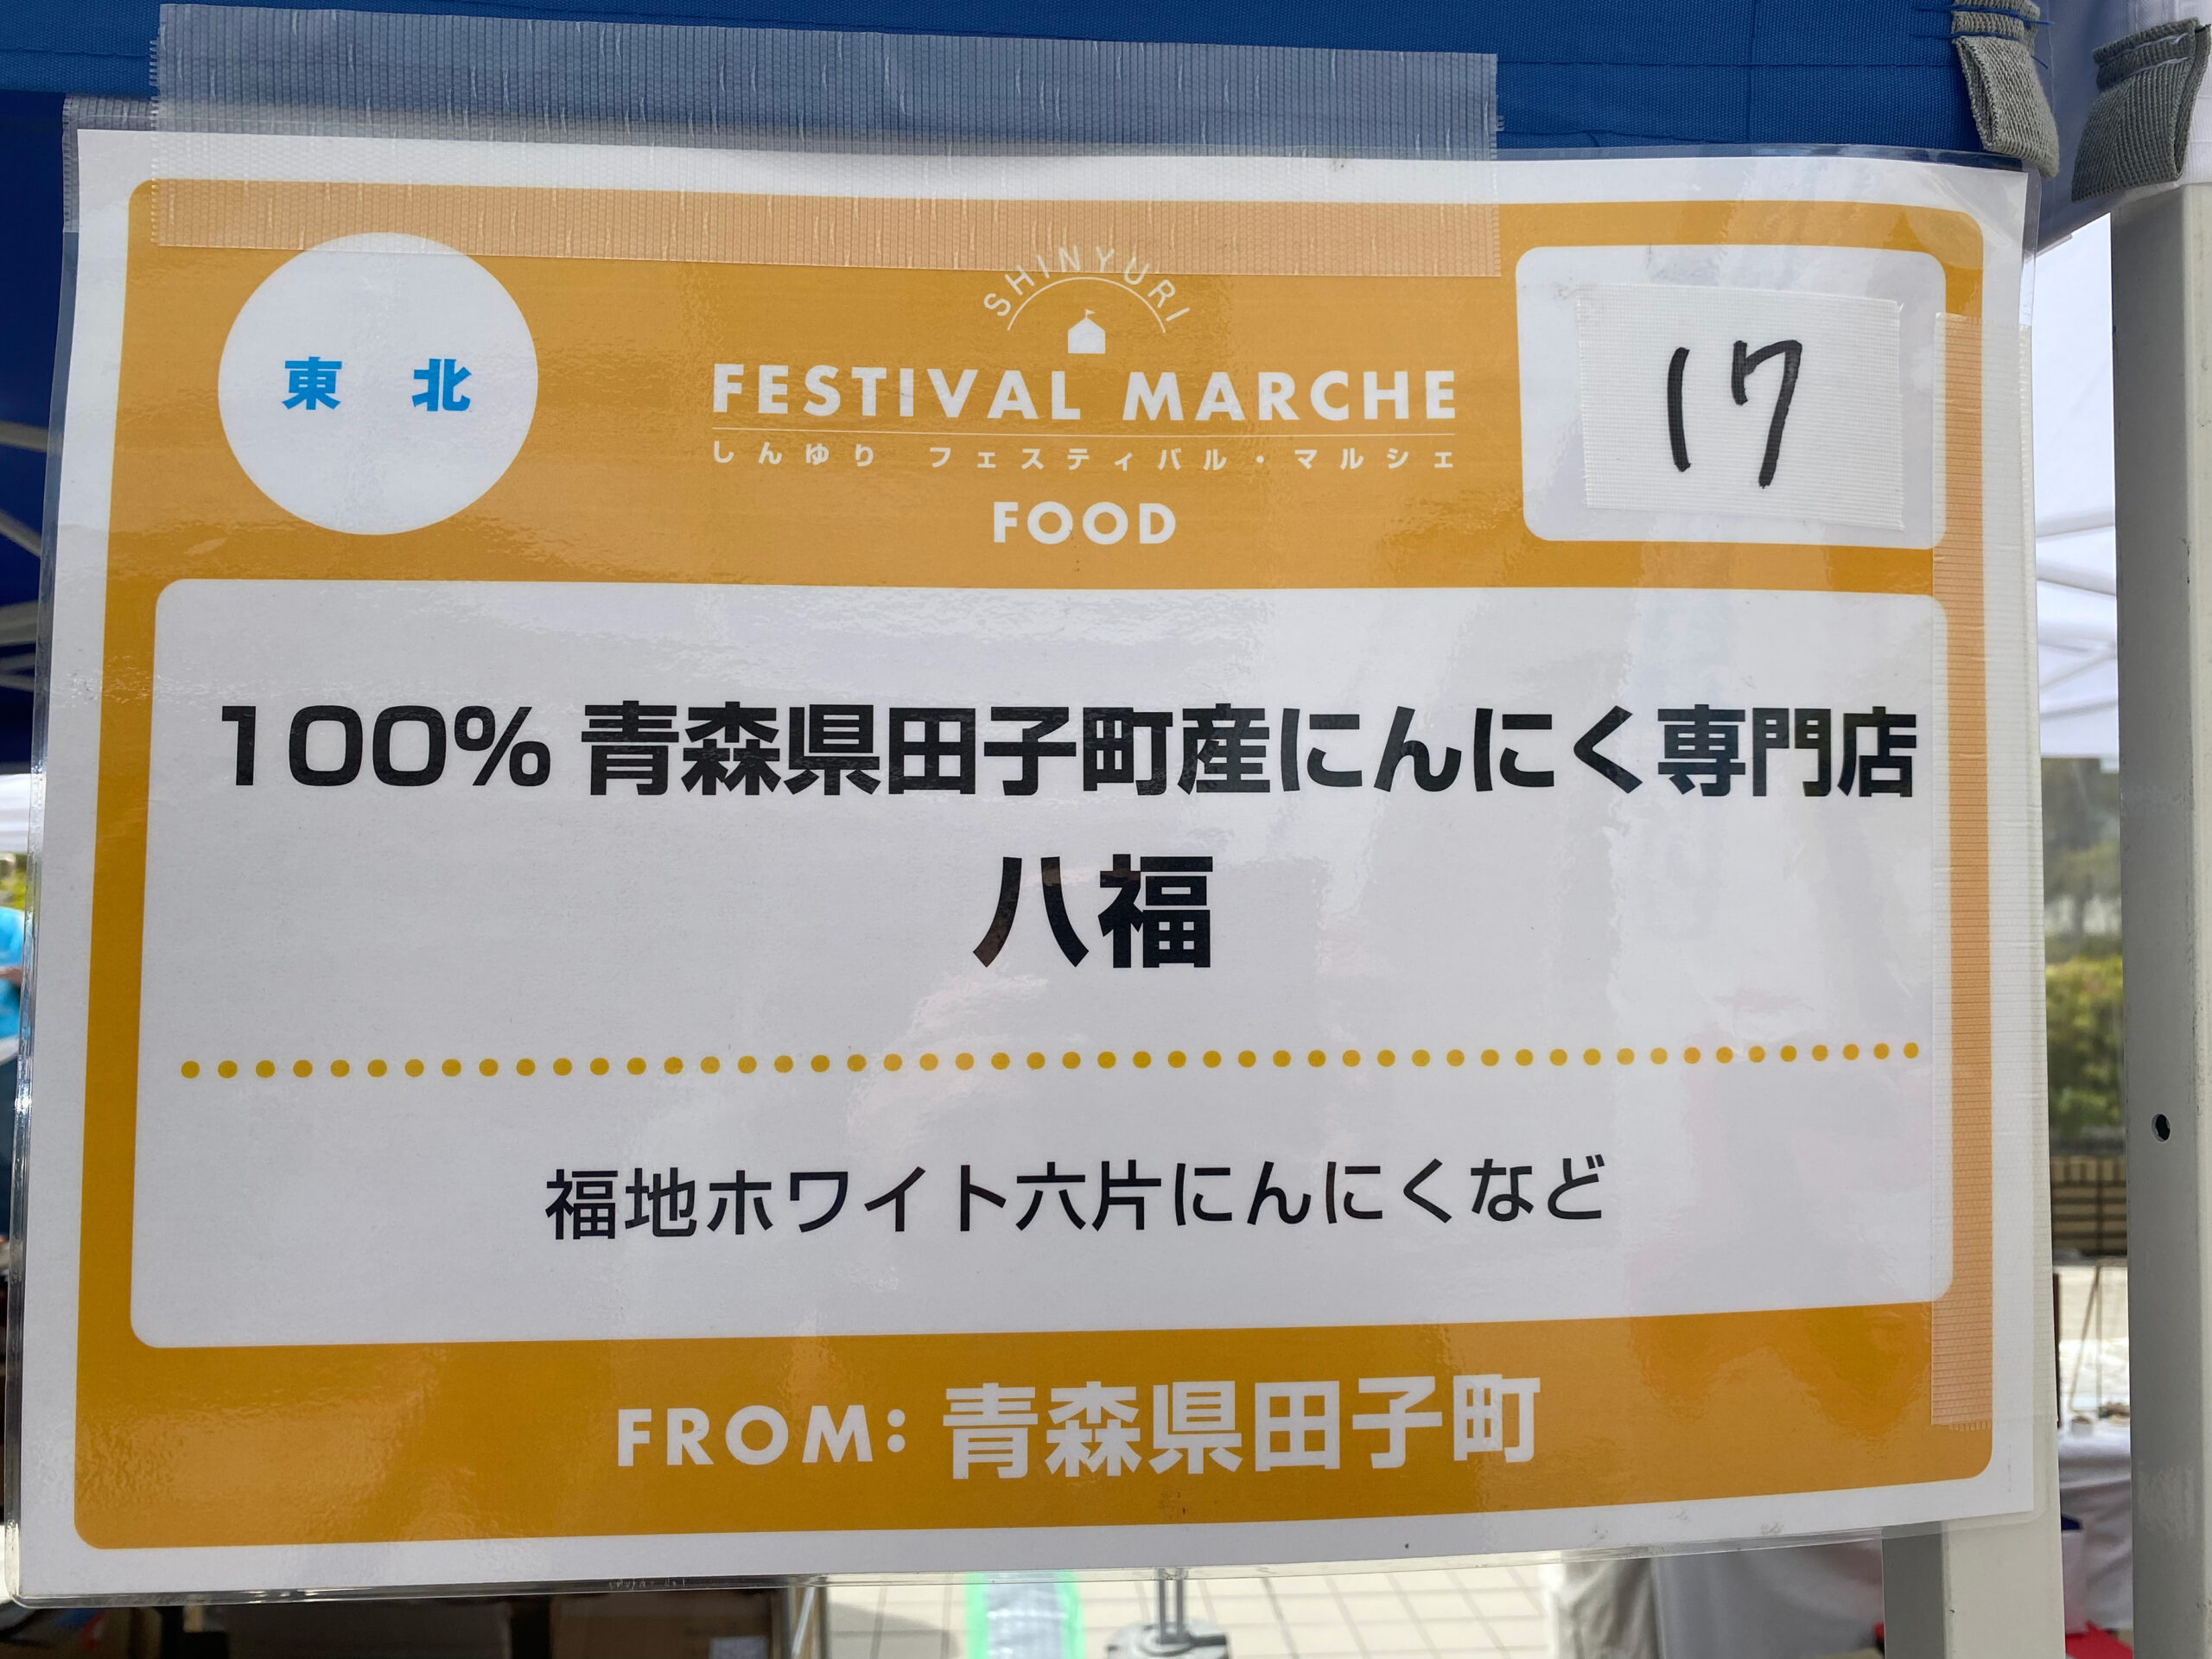 東 北
SHINYURI
FESTIVAL MARCHE
しんゆり フェスティバル・マルシェ
FOOD
17
100% 青森県田子町産にんにく専門店
八福
福地ホワイト六片にんにくなど
FROM: 青森県田子町